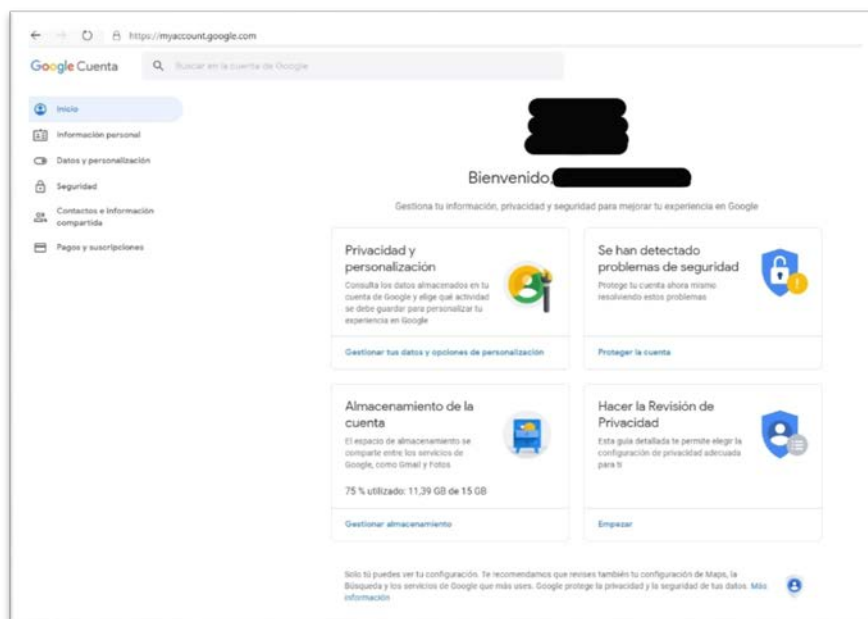 https://myaccount.google.com
Google Cuenta
Buscar en la cuenta de Google
Inicio
Información personal
Datos y personalización
Seguridad
Contactos e información
compartida
Pagos y suscripciones
Bienvenido,
Gestiona tu información, privacidad y seguridad para mejorar tu experiencia en Google
Privacidad y
personalización
Consulta los datos almacenados en tu
cuenta de Google y elige qué actividad
se debe guardar para personalizar tu
experiencia en Google
Gestionar tus datos y opciones de personalización
Se han detectado
problemas de seguridad
Protege tu cuenta ahora mismo
resolviendo estos problemas
Proteger la cuenta
Almacenamiento de la
cuenta
El espacio de almacenamiento se
comparte entre los servicios de
Google, como Gmail y Fotos
75 % utilizado: 11,39 GB de 15 GB
Gestionar almacenamiento
Hacer la Revisión de
Privacidad
Esta guía detallada te permite elegir la
configuración de privacidad adecuada
para ti
Empezar
Solo tú puedes ver tu configuración. Te recomendamos que revises también tu configuración de Maps, la
Búsqueda y los servicios de Google que más uses. Google protege la privacidad y la seguridad de tus datos. Más
información